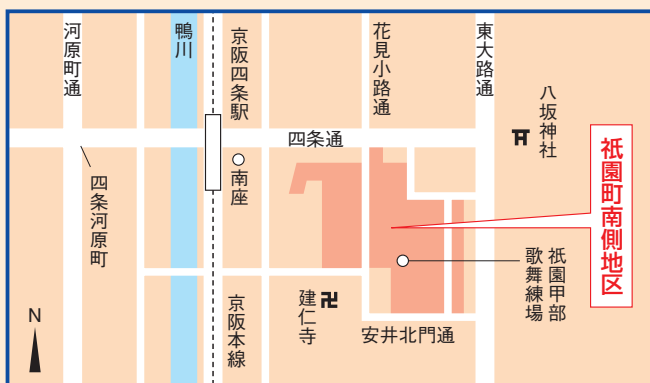 河原町通
鴨川
京阪四条駅
花見小路通
東大路通
八坂神社
四条通
南座
四条河原町
祇園町南側地区
祇園甲部
歌舞練場
建仁寺
京阪本線
安井北門通
N